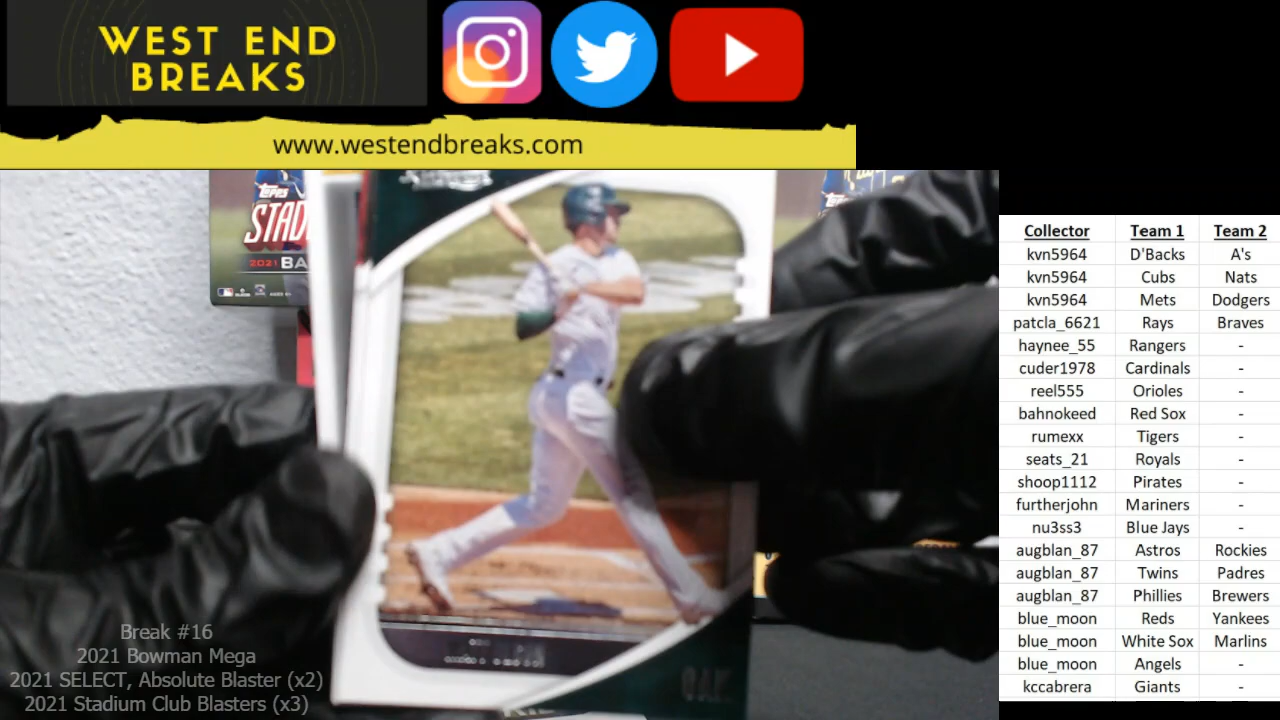 WEST END
BREAKS
www.westendbreaks.com
Topps
STAD
2021 BA
OAK
Collector Team 1 Team 2
kvn5964 D'Backs A's
kvn5964 Cubs Nats
kvn5964 Mets Dodgers
patcla_6621 Rays Braves
haynee_55 Rangers -
cuder1978 Cardinals -
reel555 Orioles -
bahnokeed Red Sox -
rumexx Tigers -
seats_21 Royals -
shoop1112 Pirates -
furtherjohn Mariners -
nu3ss3 Blue Jays -
augblan_87 Astros Rockies
augblan_87 Twins Padres
augblan_87 Phillies Brewers
blue_moon Reds Yankees
blue_moon White Sox Marlins
blue_moon Angels -
kccabrera Giants -
Break #16
2021 Bowman Mega
2021 SELECT, Absolute Blaster (x2)
2021 Stadium Club Blasters (x3)